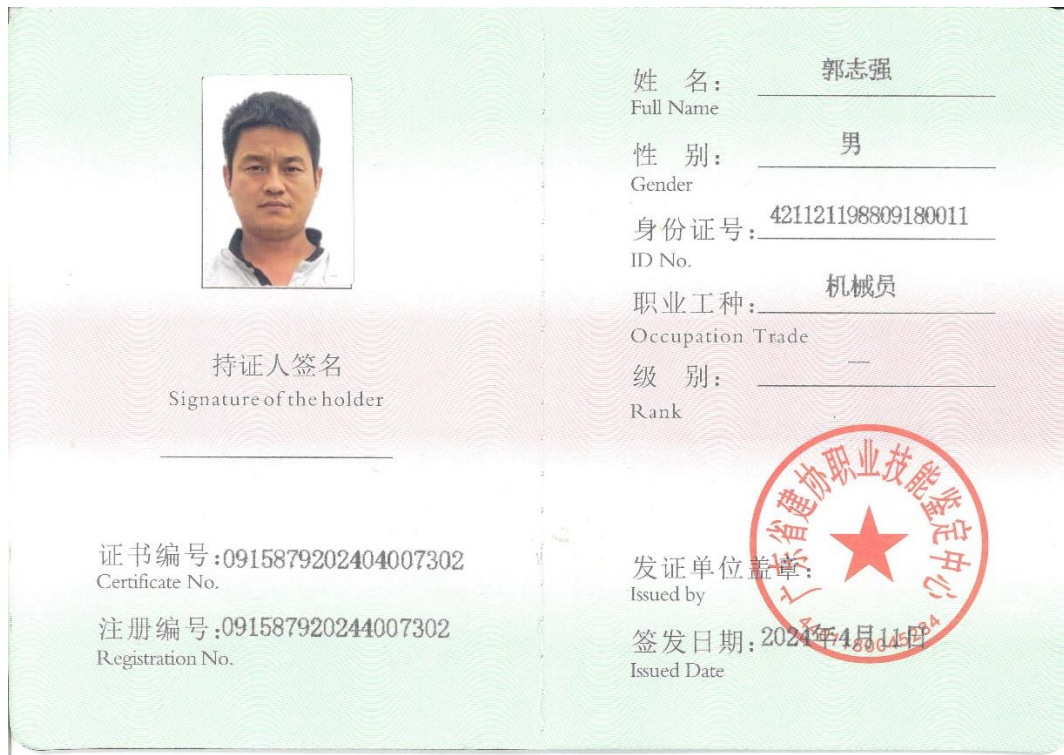 持证人签名
Signature of the holder
证书编号:0915879202404007302
Certificate No.
注册编号:091587920244007302
Registration No.
姓 名: 郭志强
Full Name
性 别: 男
Gender
身份证号: 421121198809180011
ID No.
职业工种: 机械员
Occupation Trade
级 别: 一
Rank
广东省建协职业技能鉴定中心
发证单位盖章:
Issued by
签发日期: 2024年4月11日
Issued Date